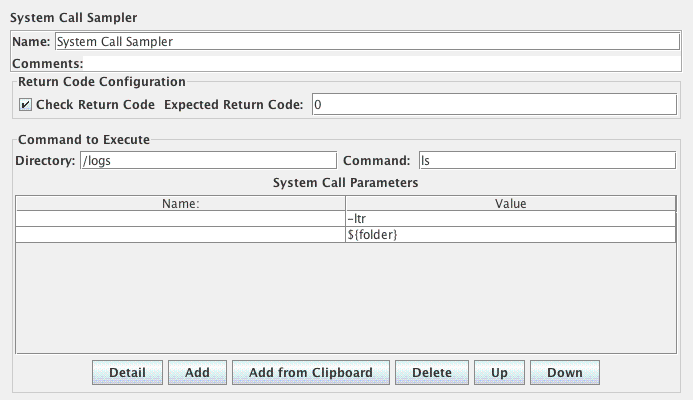 System Call Sampler
Name: System Call Sampler
Comments:
Return Code Configuration
Check Return Code Expected Return Code: 0
Command to Execute
Directory: /logs Command: ls
System Call Parameters
Name: Value
-ltr
${folder}
Detail Add Add from Clipboard Delete Up Down